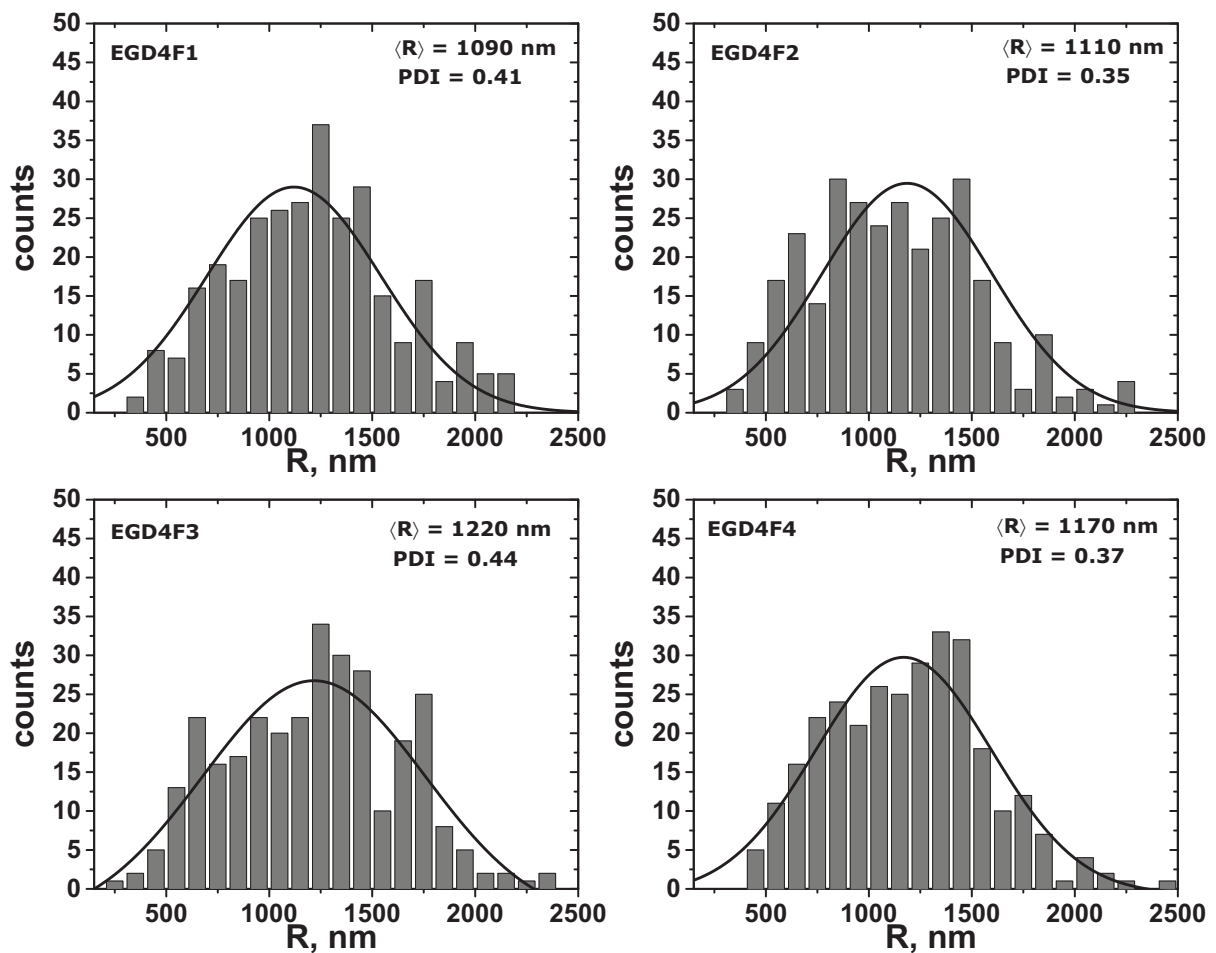 EGD4F1
⟨R⟩ = 1090 nm
PDI = 0.41
counts
50
45
40
35
30
25
20
15
10
5
0
500 1000 1500 2000 2500
R, nm
EGD4F2
⟨R⟩ = 1110 nm
PDI = 0.35
counts
50
45
40
35
30
25
20
15
10
5
0
500 1000 1500 2000 2500
R, nm
EGD4F3
⟨R⟩ = 1220 nm
PDI = 0.44
counts
50
45
40
35
30
25
20
15
10
5
0
500 1000 1500 2000 2500
R, nm
EGD4F4
⟨R⟩ = 1170 nm
PDI = 0.37
counts
50
45
40
35
30
25
20
15
10
5
0
500 1000 1500 2000 2500
R, nm